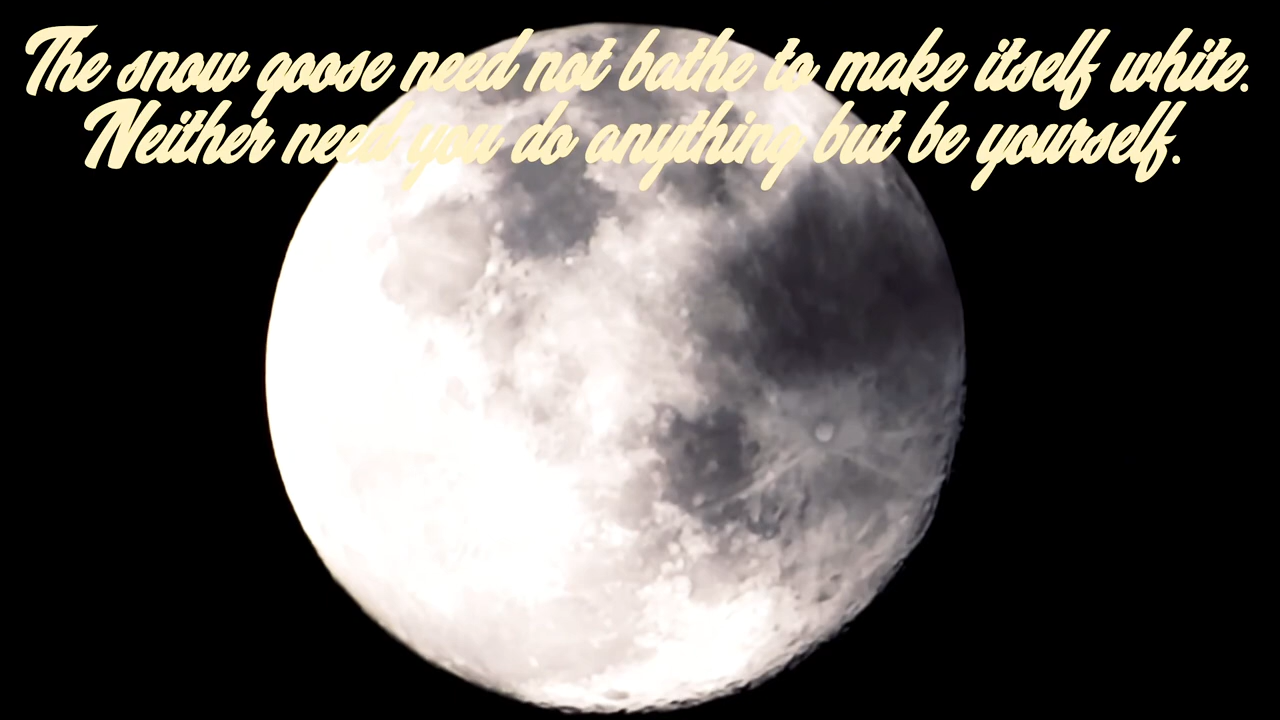 The snow goose need not bathe to make itself white.
Neither need you do anything but be yourself.